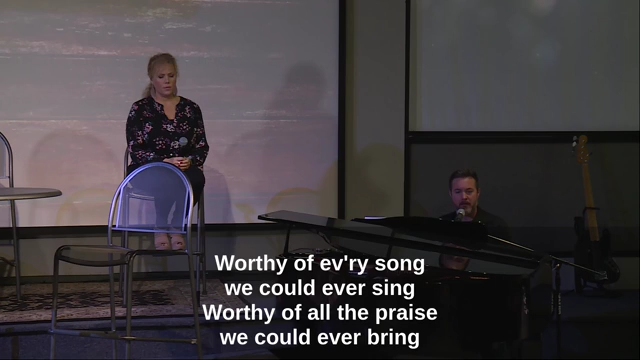 Worthy of ev'ry song
we could ever sing
Worthy of all the praise
we could ever bring